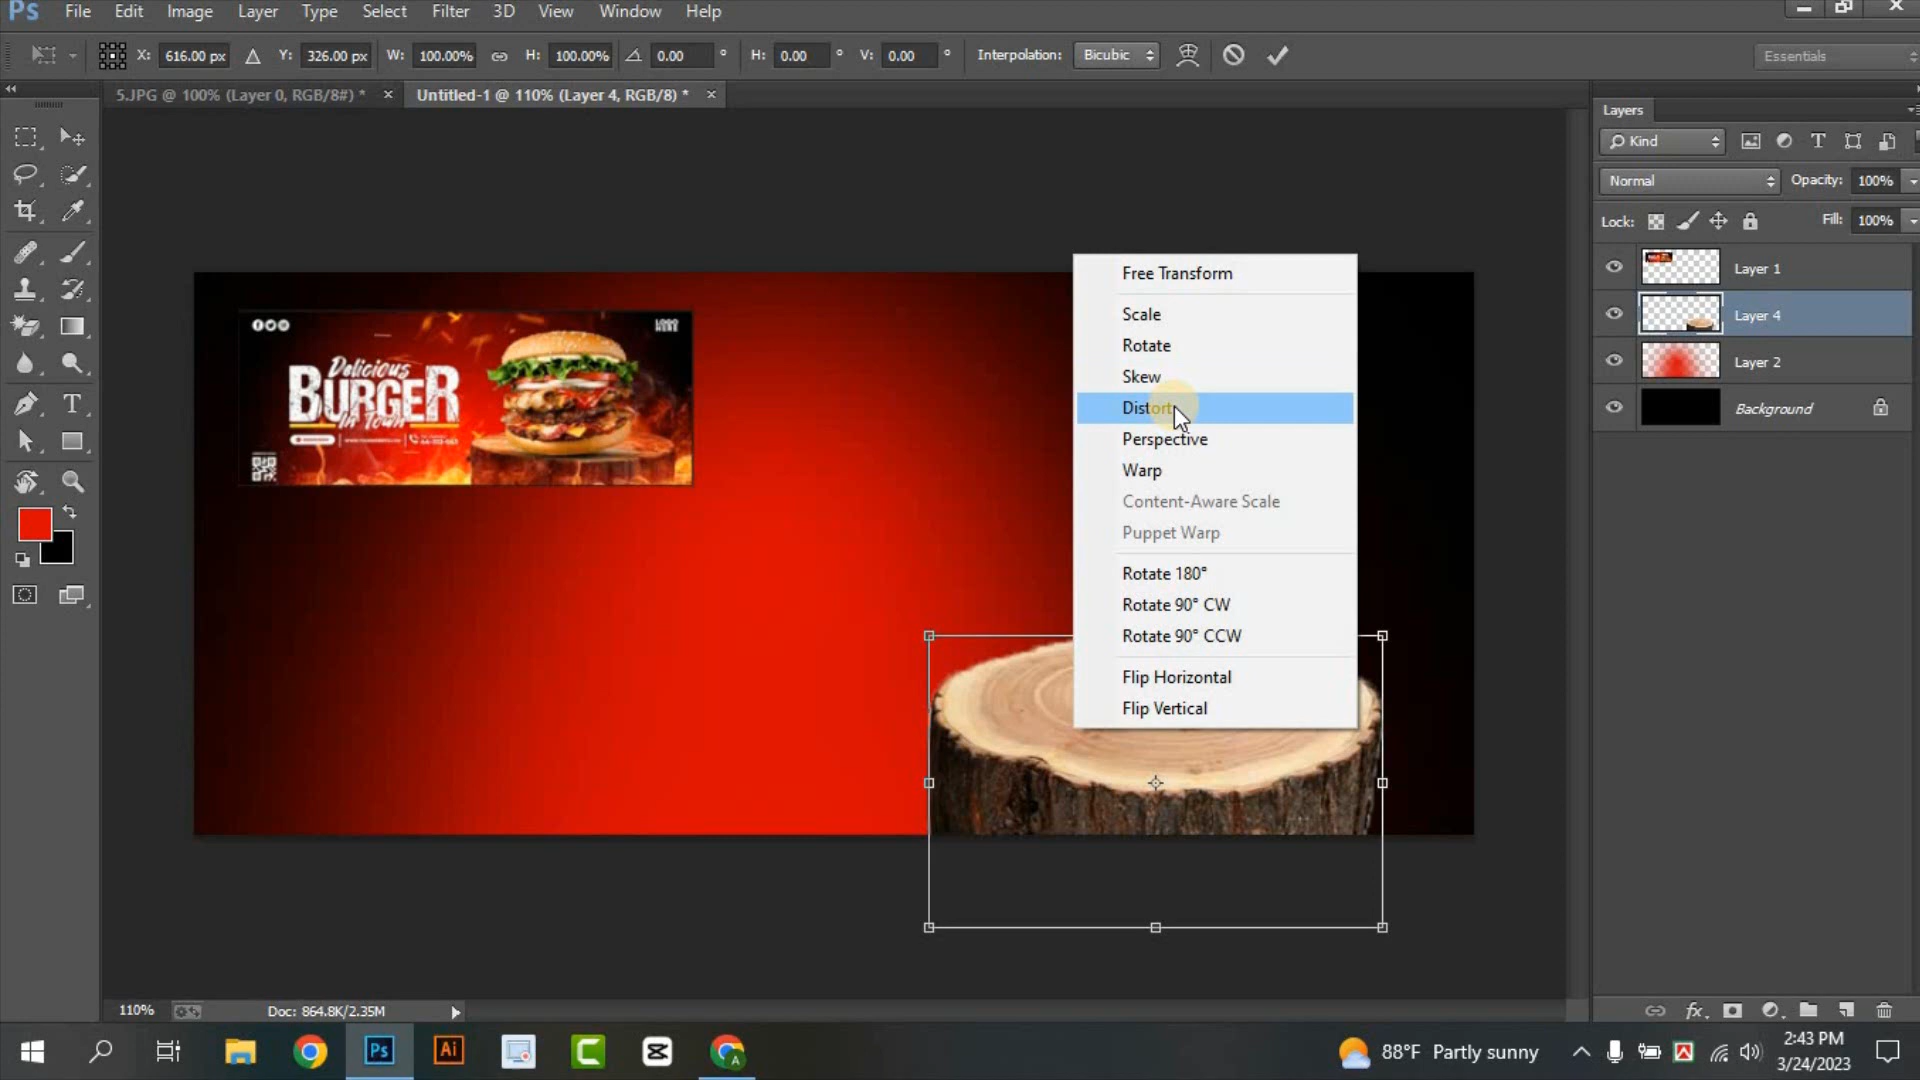 Ps File Edit Image Layer Type Select Filter 3D View Window Help
X: 616.00 px Y: 326.00 px W: 100.00% H: 100.00% 0.00 ° H: 0.00 ° V: 0.00 ° Interpolation: Bicubic Essentials
5.JPG @ 100% (Layer 0, RGB/8#) * × Untitled-1 @ 110% (Layer 4, RGB/8) * ×
Layers
Kind
Normal Opacity: 100%
Lock: Fill: 100%
Layer 1
Layer 4
Layer 2
Background
Free Transform
Scale
Rotate
Skew
Distort
Perspective
Warp
Content-Aware Scale
Puppet Warp
Rotate 180°
Rotate 90° CW
Rotate 90° CCW
Flip Horizontal
Flip Vertical
LOGO
HERE
Delicious
BURGER
In Town
T
110% Doc: 864.8K/2.35M
Ps Ai C A 88°F Partly sunny
2:43 PM
3/24/2023